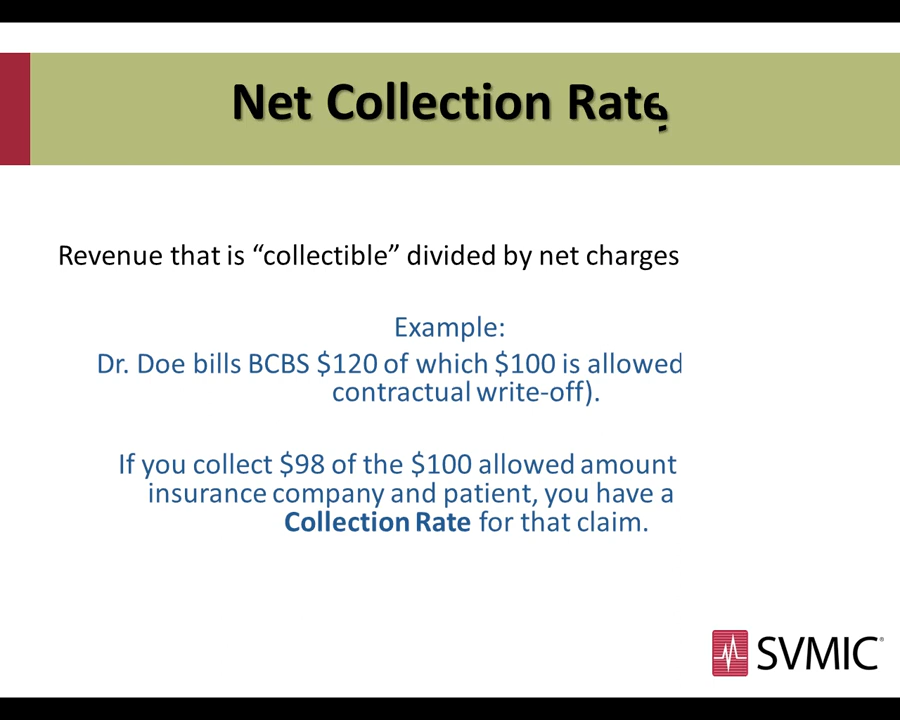 Net Collection Rate
Revenue that is “collectible” divided by net charges
Example:
Dr. Doe bills BCBS $120 of which $100 is allowed
contractual write-off).
If you collect $98 of the $100 allowed amount
insurance company and patient, you have a
Collection Rate for that claim.
SVMIC®